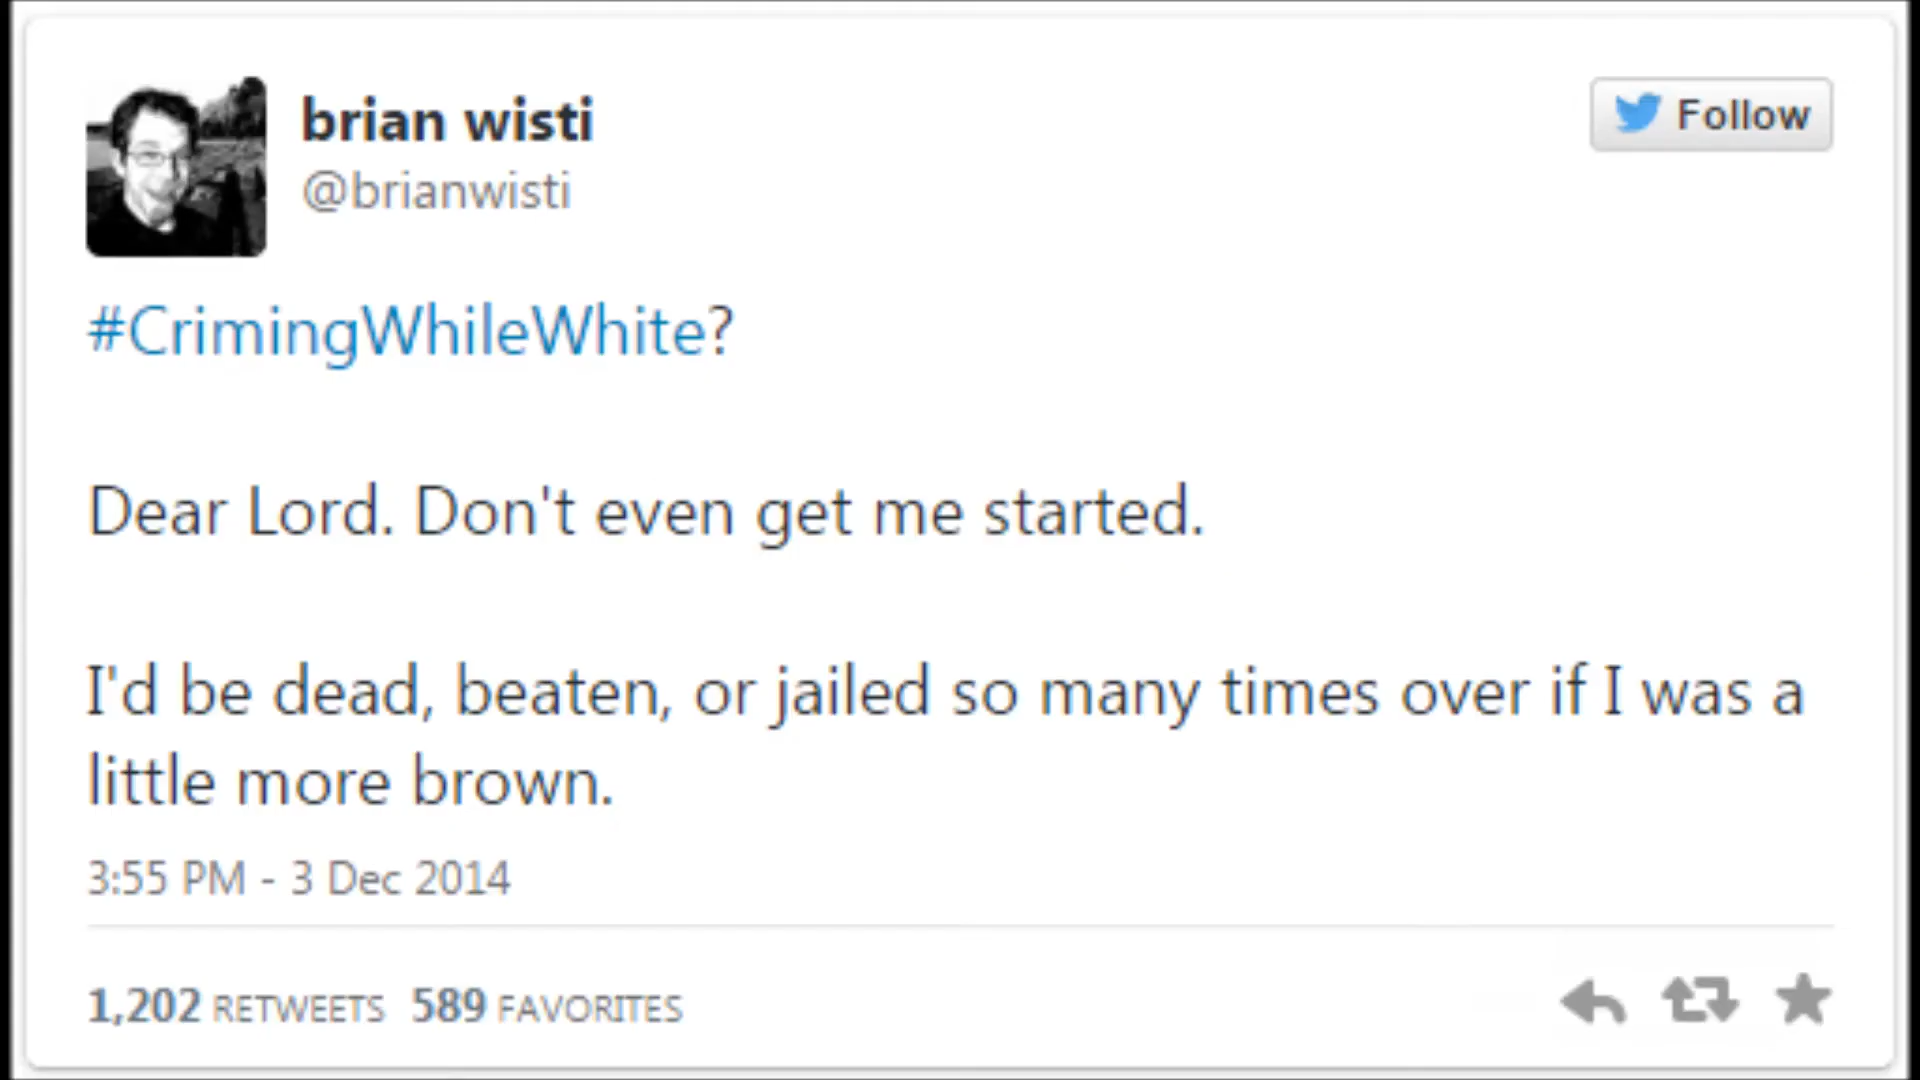 brian wisti
@brianwisti
Follow
#CrimingWhileWhite?
Dear Lord. Don't even get me started.
I'd be dead, beaten, or jailed so many times over if I was a
little more brown.
3:55 PM - 3 Dec 2014
1,202 RETWEETS 589 FAVORITES